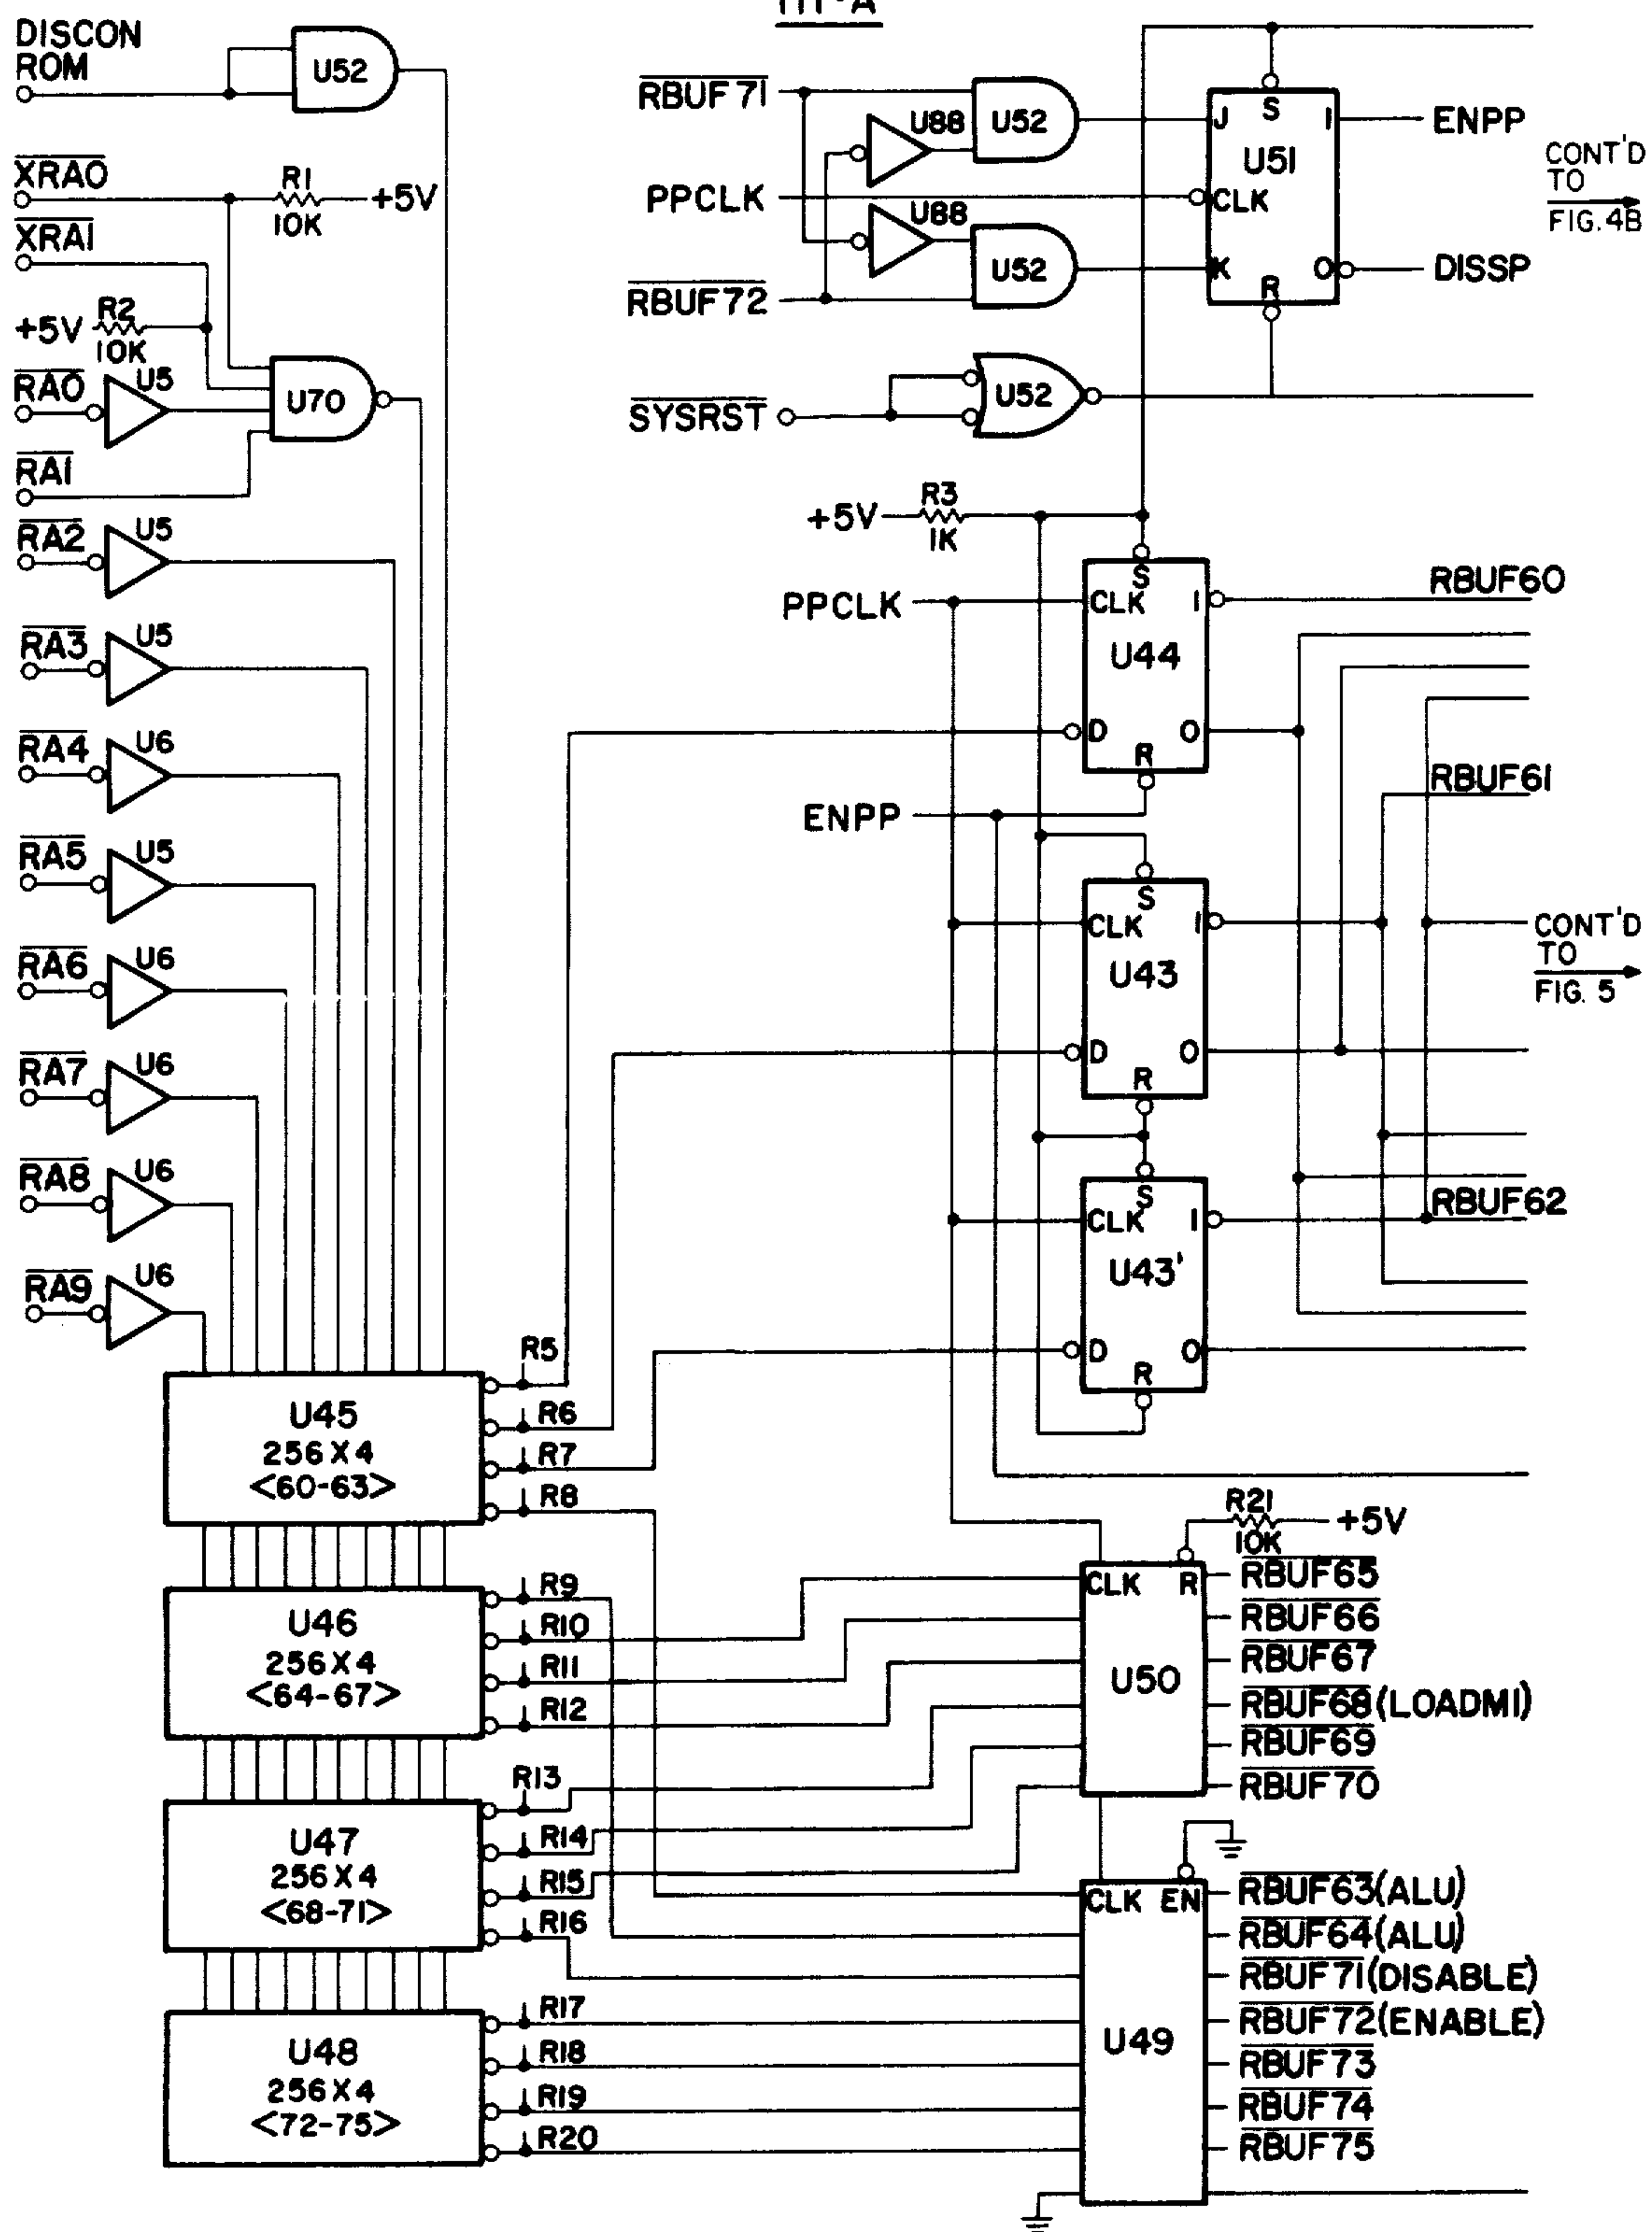 III-A
DISCON
ROM
U52
XRA0
R1
10K
+5V
XRA1
R2
+5V
10K
RA0
U5
U70
RA1
RA2
U5
RA3
U5
RA4
U6
RA5
U5
RA6
U6
RA7
U6
RA8
U6
RA9
U6
RBUF71
U88
U52
PPCLK
U88
U52
RBUF72
J
S
1
U51
CLK
K
R
0
ENPP
DISSP
CONT'D
TO
FIG.4B
SYSRST
U52
+5V
R3
1K
PPCLK
S
CLK
1
U44
D
0
R
RBUF60
ENPP
RBUF61
S
CLK
1
U43
D
0
R
CONT'D
TO
FIG. 5
S
CLK
1
U43'
D
0
R
RBUF62
U45
256X4
<60-63>
R5
R6
R7
R8
U46
256X4
<64-67>
R9
R10
R11
R12
U47
256X4
<68-71>
R13
R14
R15
R16
U48
256X4
<72-75>
R17
R18
R19
R20
R21
10K
+5V
CLK
R
U50
RBUF65
RBUF66
RBUF67
RBUF68(LOADMI)
RBUF69
RBUF70
CLK
EN
U49
RBUF63(ALU)
RBUF64(ALU)
RBUF71(DISABLE)
RBUF72(ENABLE)
RBUF73
RBUF74
RBUF75